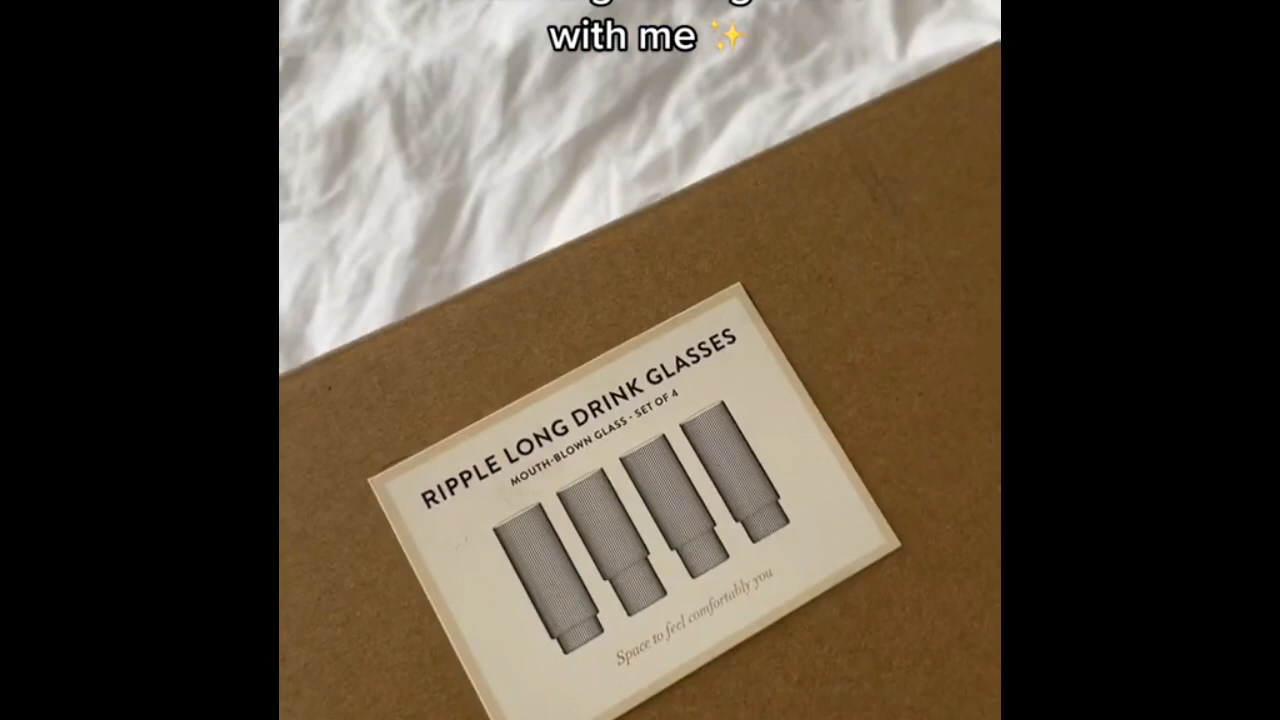 with me ✨
RIPPLE LONG DRINK GLASSES
MOUTH-BLOWN GLASS - SET OF 4
Space to feel comfortably you